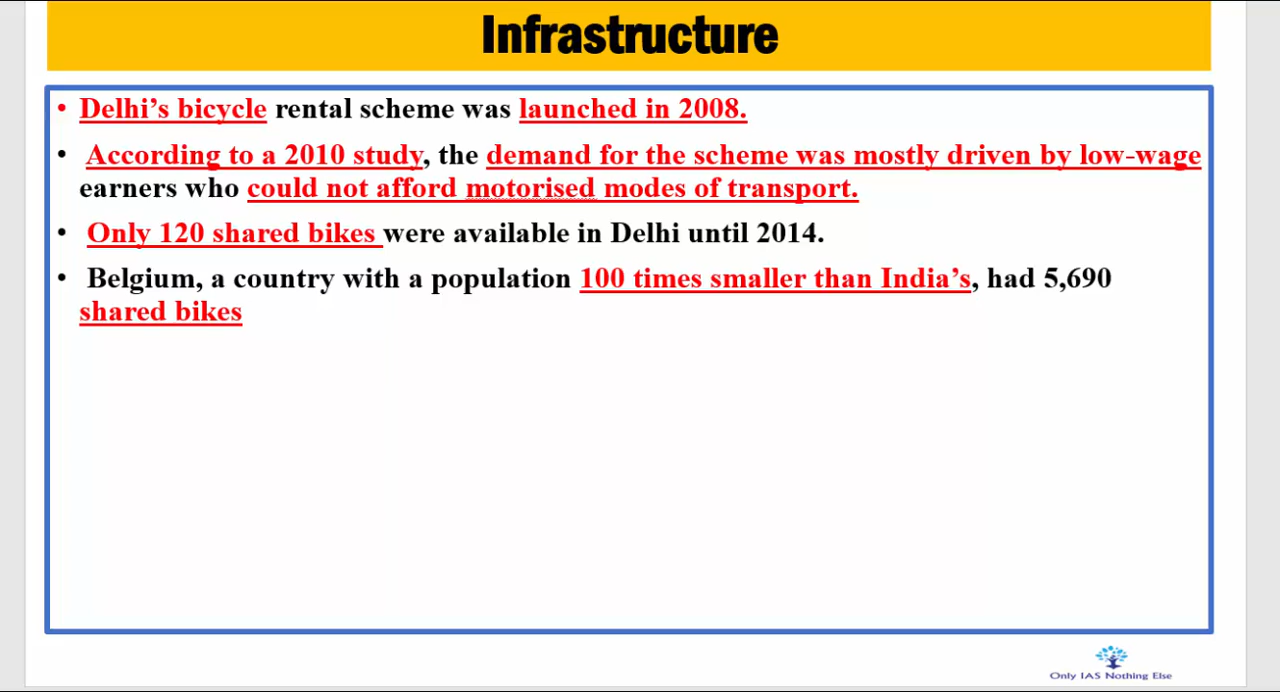 Infrastructure
• Delhi’s bicycle rental scheme was launched in 2008.
• According to a 2010 study, the demand for the scheme was mostly driven by low-wage
earners who could not afford motorised modes of transport.
• Only 120 shared bikes were available in Delhi until 2014.
• Belgium, a country with a population 100 times smaller than India’s, had 5,690
shared bikes
Only IAS Nothing Else